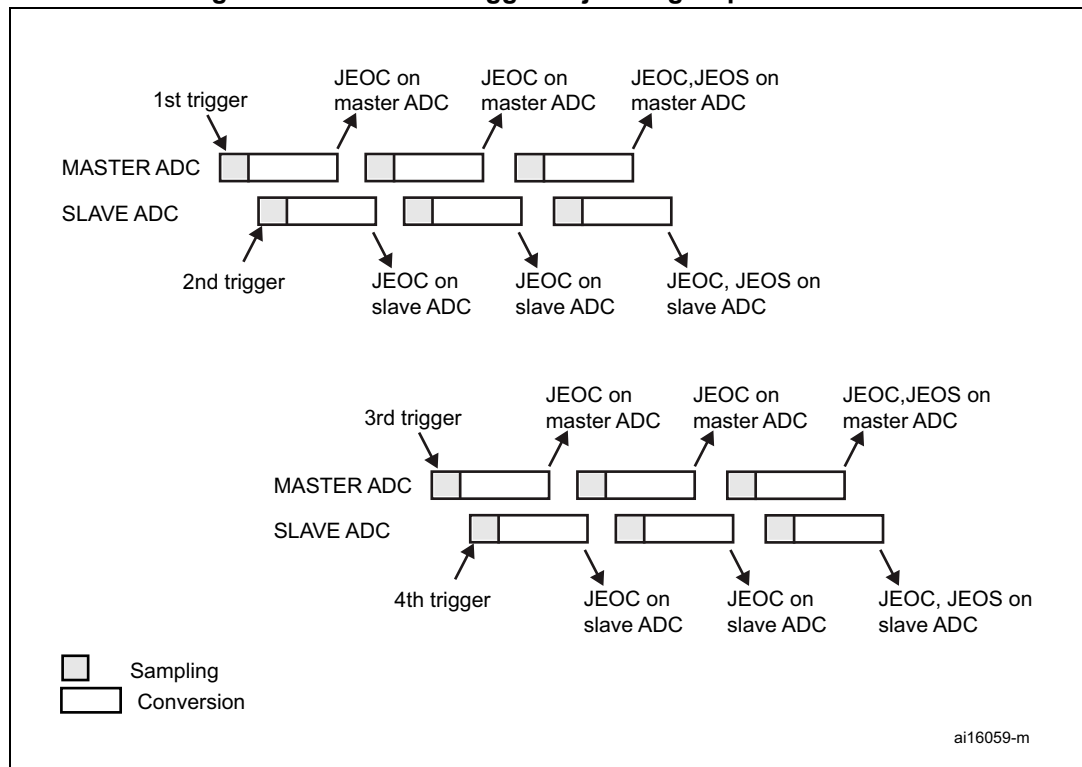 JEOC on
master ADC
JEOC on
master ADC
JEOC,JEOS on
master ADC
1st trigger
MASTER ADC
SLAVE ADC
2nd trigger
JEOC on
slave ADC
JEOC on
slave ADC
JEOC, JEOS on
slave ADC
JEOC on
master ADC
JEOC on
master ADC
JEOC,JEOS on
master ADC
3rd trigger
MASTER ADC
SLAVE ADC
4th trigger
JEOC on
slave ADC
JEOC on
slave ADC
JEOC, JEOS on
slave ADC
Sampling
Conversion
ai16059-m